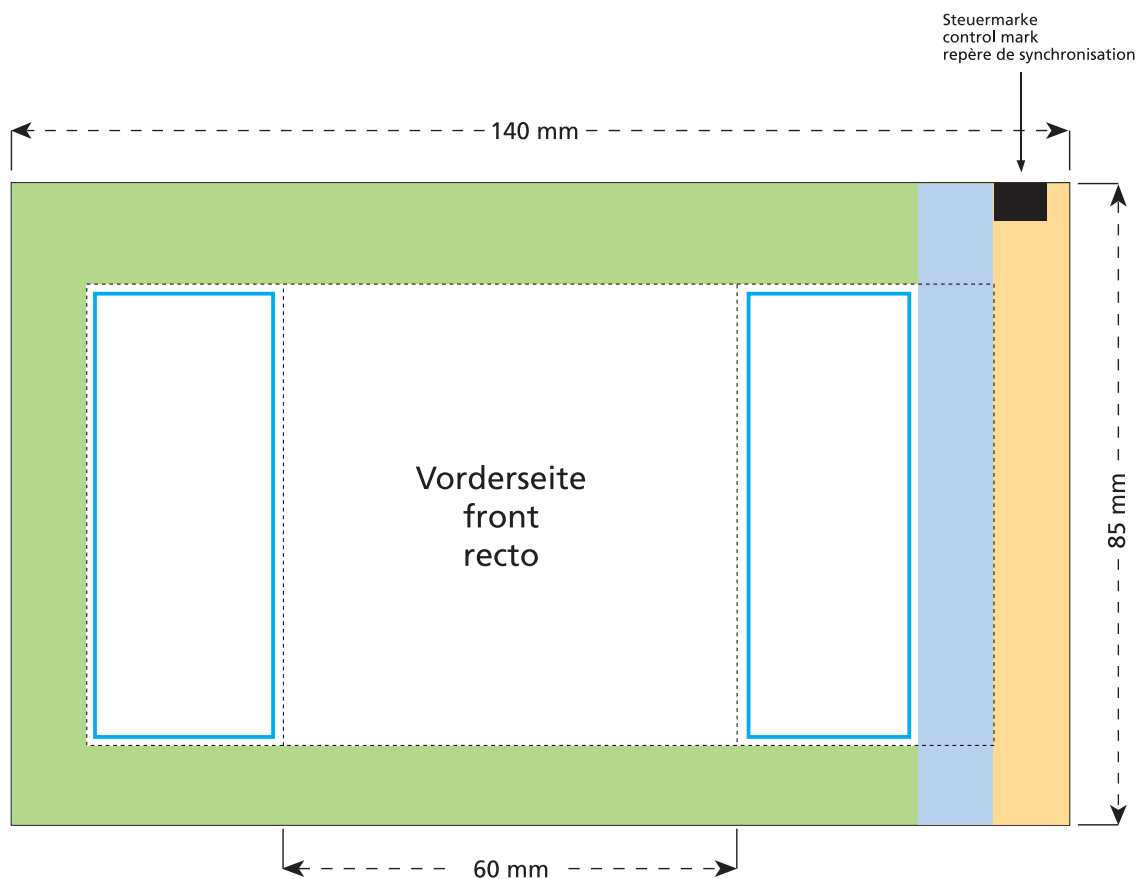 Steuermarke
control mark
repère de synchronisation
140 mm
Vorderseite
front
recto
85 mm
60 mm